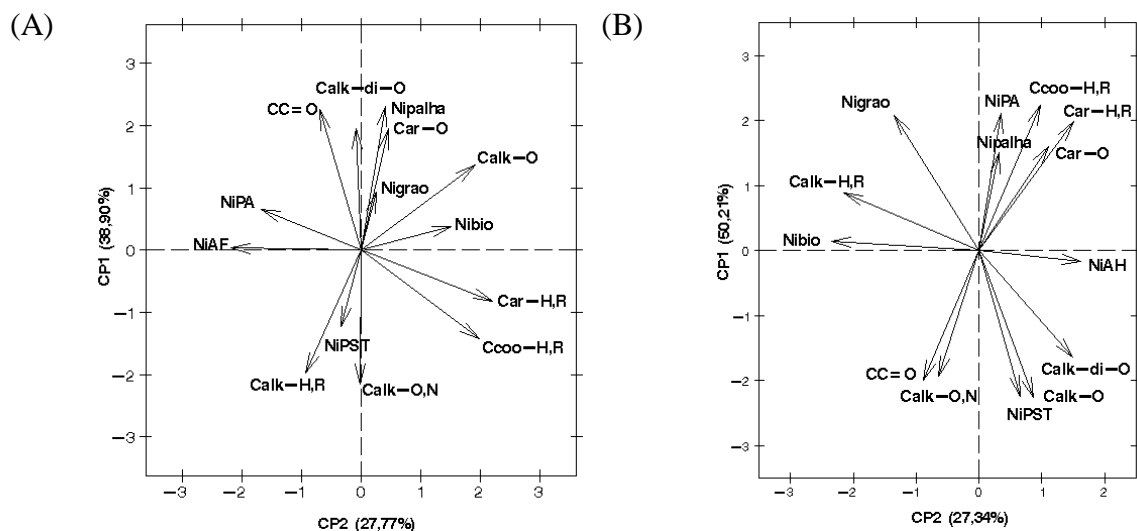 (A)
3
2
1
0
−1
−2
−3
CP1 (38,90%)
Calk−di−O
CC=O
Nipalha
Car−O
Calk−O
Nigrao
NiPA
Nibio
NiAF
Car−H,R
NiPST
Ccoo−H,R
Calk−H,R
Calk−O,N
−3 −2 −1 0 1 2 3
CP2 (27,77%)
(B)
3
2
1
0
−1
−2
−3
CP1 (50,21%)
Ccoo−H,R
Nigrao
NiPA
Car−H,R
Nipalha
Car−O
Calk−H,R
Nibio
NiAH
Calk−di−O
CC=O
Calk−O,N
Calk−O
NiPST
−3 −2 −1 0 1 2
CP2 (27,34%)